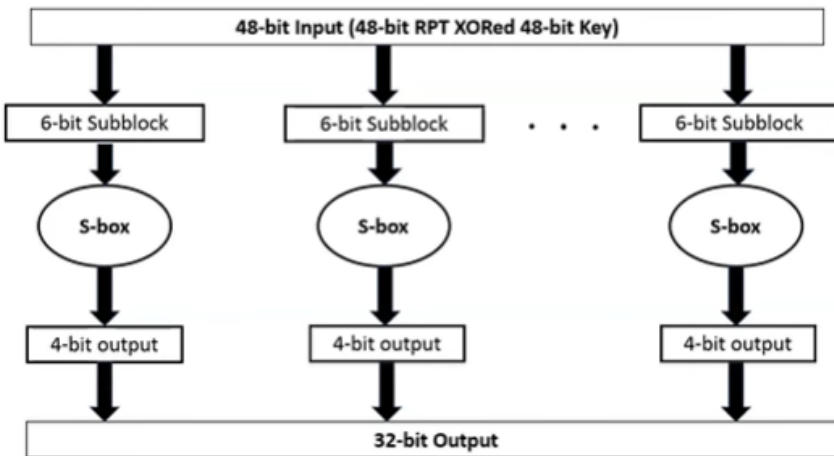 48-bit Input (48-bit RPT XORed 48-bit Key)
6-bit Subblock 6-bit Subblock . . . 6-bit Subblock
S-box S-box S-box
4-bit output 4-bit output 4-bit output
32-bit Output